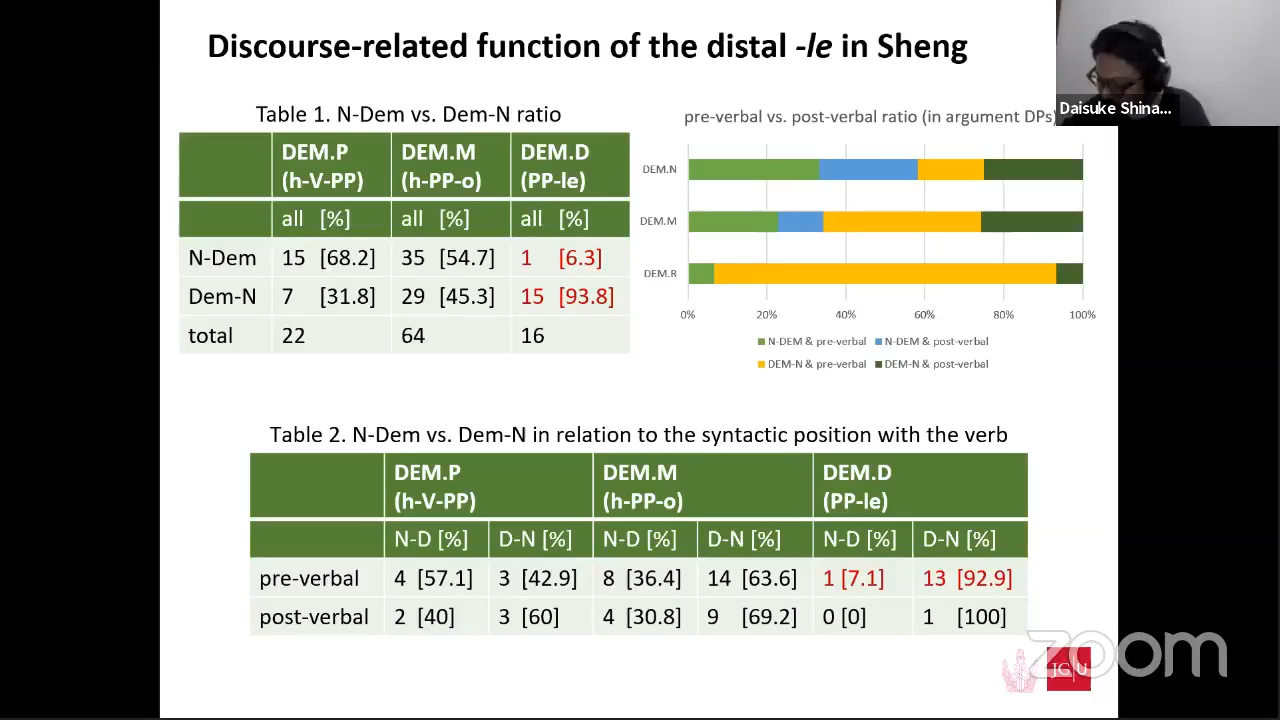 Discourse-related function of the distal -le in Sheng
Daisuke Shina...
Table 1. N-Dem vs. Dem-N ratio
DEM.P (h-V-PP) DEM.M (h-PP-o) DEM.D (PP-le)
all [%] all [%] all [%]
N-Dem 15 [68.2] 35 [54.7] 1 [6.3]
Dem-N 7 [31.8] 29 [45.3] 15 [93.8]
total 22 64 16
pre-verbal vs. post-verbal ratio (in argument DPs)
DEM.N
DEM.M
DEM.R
0% 20% 40% 60% 80% 100%
N-DEM & pre-verbal N-DEM & post-verbal
DEM-N & pre-verbal DEM-N & post-verbal
Table 2. N-Dem vs. Dem-N in relation to the syntactic position with the verb
DEM.P (h-V-PP) DEM.M (h-PP-o) DEM.D (PP-le)
N-D [%] D-N [%] N-D [%] D-N [%] N-D [%] D-N [%]
pre-verbal 4 [57.1] 3 [42.9] 8 [36.4] 14 [63.6] 1 [7.1] 13 [92.9]
post-verbal 2 [40] 3 [60] 4 [30.8] 9 [69.2] 0 [0] 1 [100]
zoom
JG|U